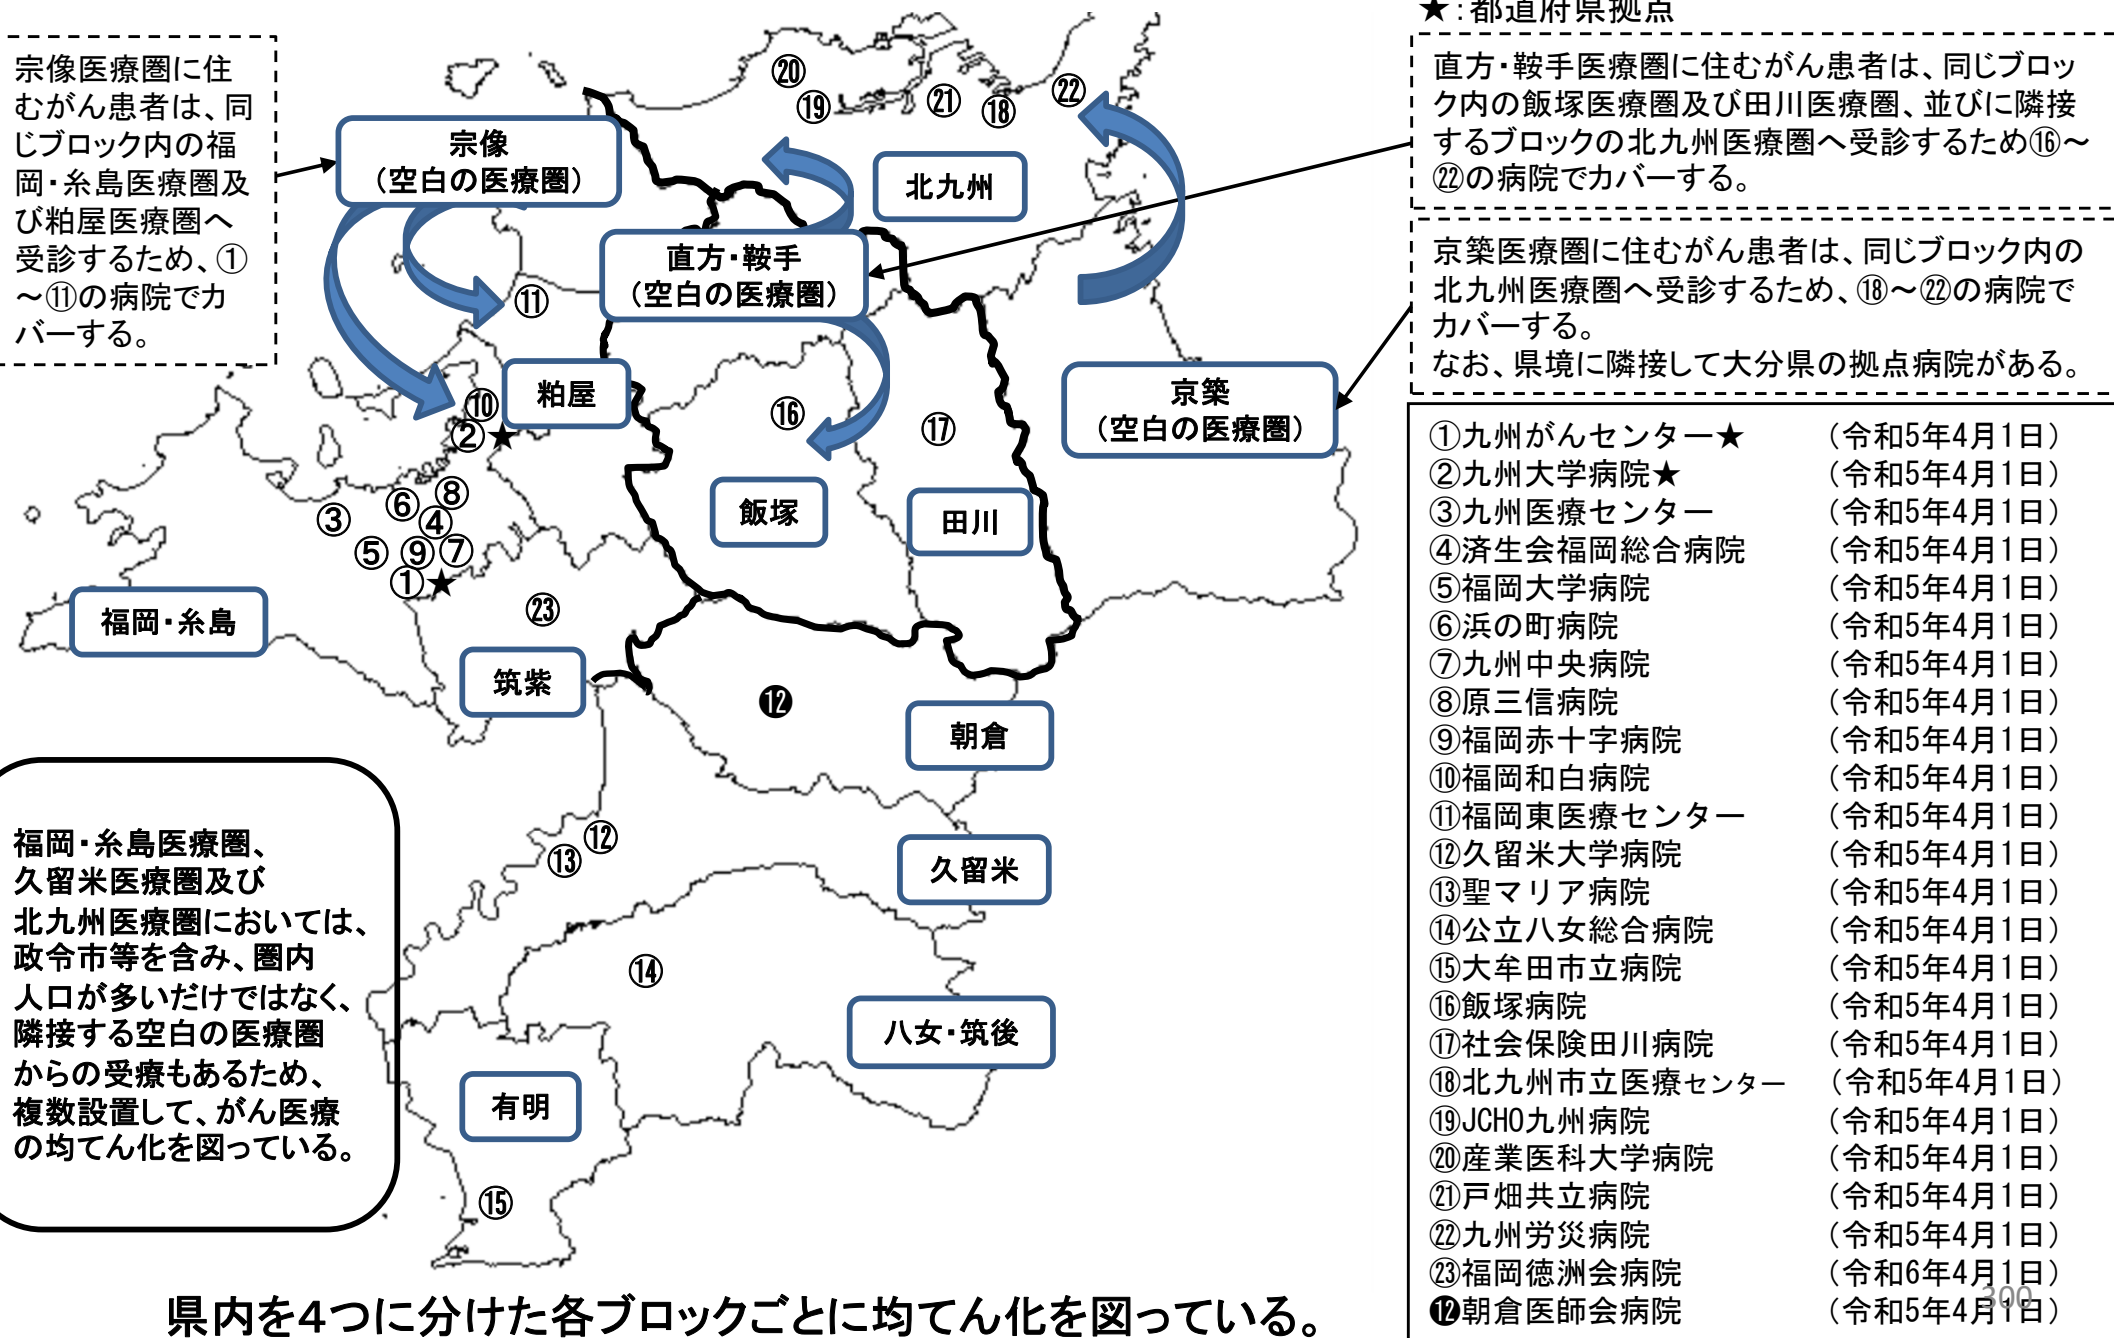 ★：都道府県拠点
宗像医療圏に住
むがん患者は、同
じブロック内の福
岡・糸島医療圏及
び粕屋医療圏へ
受診するため、①
～⑪の病院でカ
バーする。
直方・鞍手医療圏に住むがん患者は、同じブロッ
ク内の飯塚医療圏及び田川医療圏、並びに隣接
するブロックの北九州医療圏へ受診するため⑯～
㉒の病院でカバーする。
京築医療圏に住むがん患者は、同じブロック内の
北九州医療圏へ受診するため、⑱～㉒の病院で
カバーする。
なお、県境に隣接して大分県の拠点病院がある。
⑳
⑲
㉑
⑱
㉒
宗像
（空白の医療圏）
北九州
直方・鞍手
（空白の医療圏）
⑪
粕屋
⑩
②★
⑯
⑰
京築
（空白の医療圏）
飯塚
田川
③
⑥
⑧
④
⑤
⑨
⑦
①★
福岡・糸島
㉓
筑紫
⓬
朝倉
⑫
⑬
久留米
⑭
八女・筑後
有明
⑮
福岡・糸島医療圏、
久留米医療圏及び
北九州医療圏においては、
政令市等を含み、圏内
人口が多いだけではなく、
隣接する空白の医療圏
からの受療もあるため、
複数設置して、がん医療
の均てん化を図っている。
①九州がんセンター★ （令和5年4月1日）
②九州大学病院★ （令和5年4月1日）
③九州医療センター （令和5年4月1日）
④済生会福岡総合病院 （令和5年4月1日）
⑤福岡大学病院 （令和5年4月1日）
⑥浜の町病院 （令和5年4月1日）
⑦九州中央病院 （令和5年4月1日）
⑧原三信病院 （令和5年4月1日）
⑨福岡赤十字病院 （令和5年4月1日）
⑩福岡和白病院 （令和5年4月1日）
⑪福岡東医療センター （令和5年4月1日）
⑫久留米大学病院 （令和5年4月1日）
⑬聖マリア病院 （令和5年4月1日）
⑭公立八女総合病院 （令和5年4月1日）
⑮大牟田市立病院 （令和5年4月1日）
⑯飯塚病院 （令和5年4月1日）
⑰社会保険田川病院 （令和5年4月1日）
⑱北九州市立医療センター （令和5年4月1日）
⑲JCHO九州病院 （令和5年4月1日）
⑳産業医科大学病院 （令和5年4月1日）
㉑戸畑共立病院 （令和5年4月1日）
㉒九州労災病院 （令和5年4月1日）
㉓福岡徳洲会病院 （令和6年4月1日）
⓬朝倉医師会病院 （令和5年4月1日）
300
県内を４つに分けた各ブロックごとに均てん化を図っている。